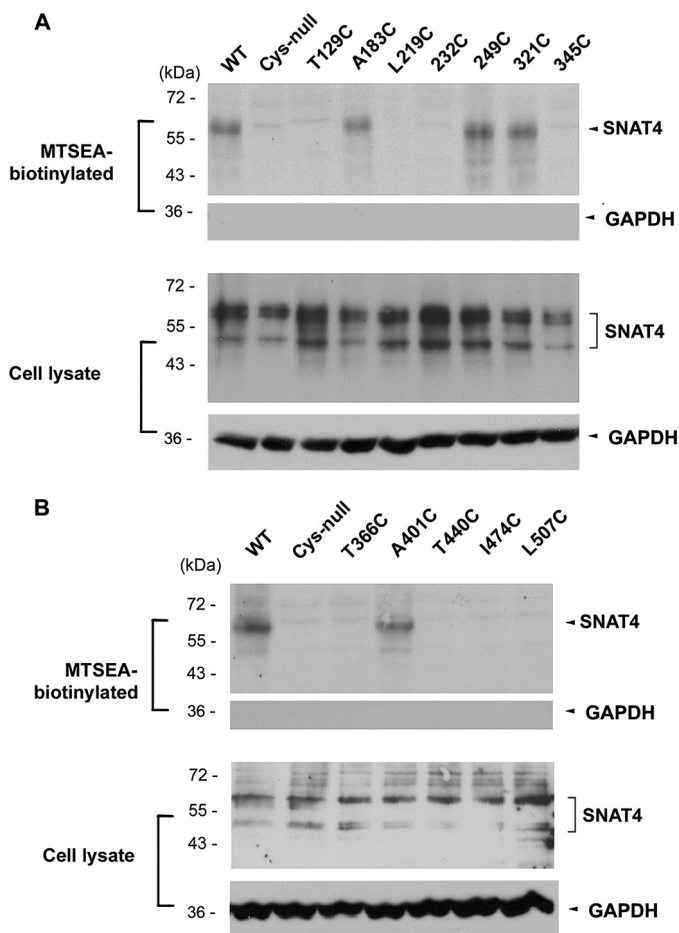 A
WT Cys-null T129C A183C L219C 232C 249C 321C 345C
(kDa)
72 -
55 -
43 -
36 -
MTSEA-
biotinylated
SNAT4
GAPDH
72 -
55 -
43 -
36 -
Cell lysate
SNAT4
GAPDH
B
WT Cys-null T366C A401C T440C I474C L507C
(kDa)
72 -
55 -
43 -
36 -
MTSEA-
biotinylated
SNAT4
GAPDH
72 -
55 -
43 -
36 -
Cell lysate
SNAT4
GAPDH